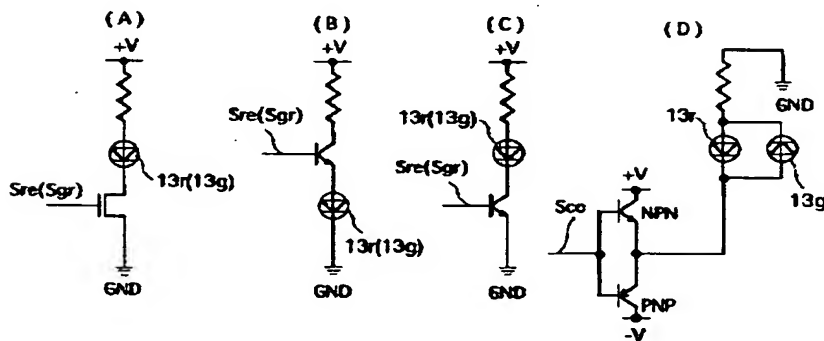 (A)
+V
13r(13g)
Sre(Sgr)
GND
(B)
+V
Sre(Sgr)
13r(13g)
GND
(C)
+V
13r(13g)
Sre(Sgr)
GND
(D)
GND
13r
13g
+V
Scc
NPN
PNP
-V